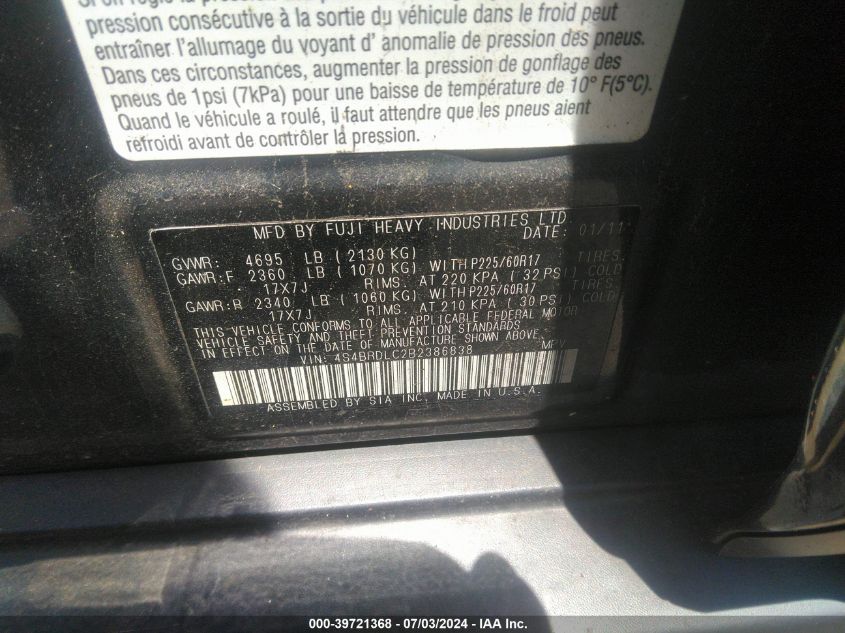 pression consécutive à la sortie du véhicule dans le froid peut
entraîner l'allumage du voyant d' anomalie de pression des pneus.
Dans ces circonstances, augmenter la pression de gonflage des
pneus de 1psi (7kPa) pour une baisse de température de 10° F(5°C).
Quand le véhicule a roulé, il faut attendre que les pneus aient
refroidi avant de contrôler la pression.
MFD BY FUJI HEAVY INDUSTRIES LTD.
DATE: 01/11
GVWR: 4695 LB (2130 KG)
GAWR:F 2360 LB (1070 KG) WITH P225/60R17 TIRES,
17X7J RIMS, AT 220 KPA (32 PSI) COLD
GAWR:R 2340 LB (1060 KG) WITH P225/60R17 TIRES,
17X7J RIMS, AT 210 KPA (30 PSI) COLD
THIS VEHICLE CONFORMS TO ALL APPLICABLE FEDERAL MOTOR
VEHICLE SAFETY AND THEFT PREVENTION STANDARDS
IN EFFECT ON THE DATE OF MANUFACTURE SHOWN ABOVE.
VIN: 4S4BRDLC2B2386838 MPV
ASSEMBLED BY SIA INC. MADE IN U.S.A.
000-39721368 - 07/03/2024 - IAA Inc.